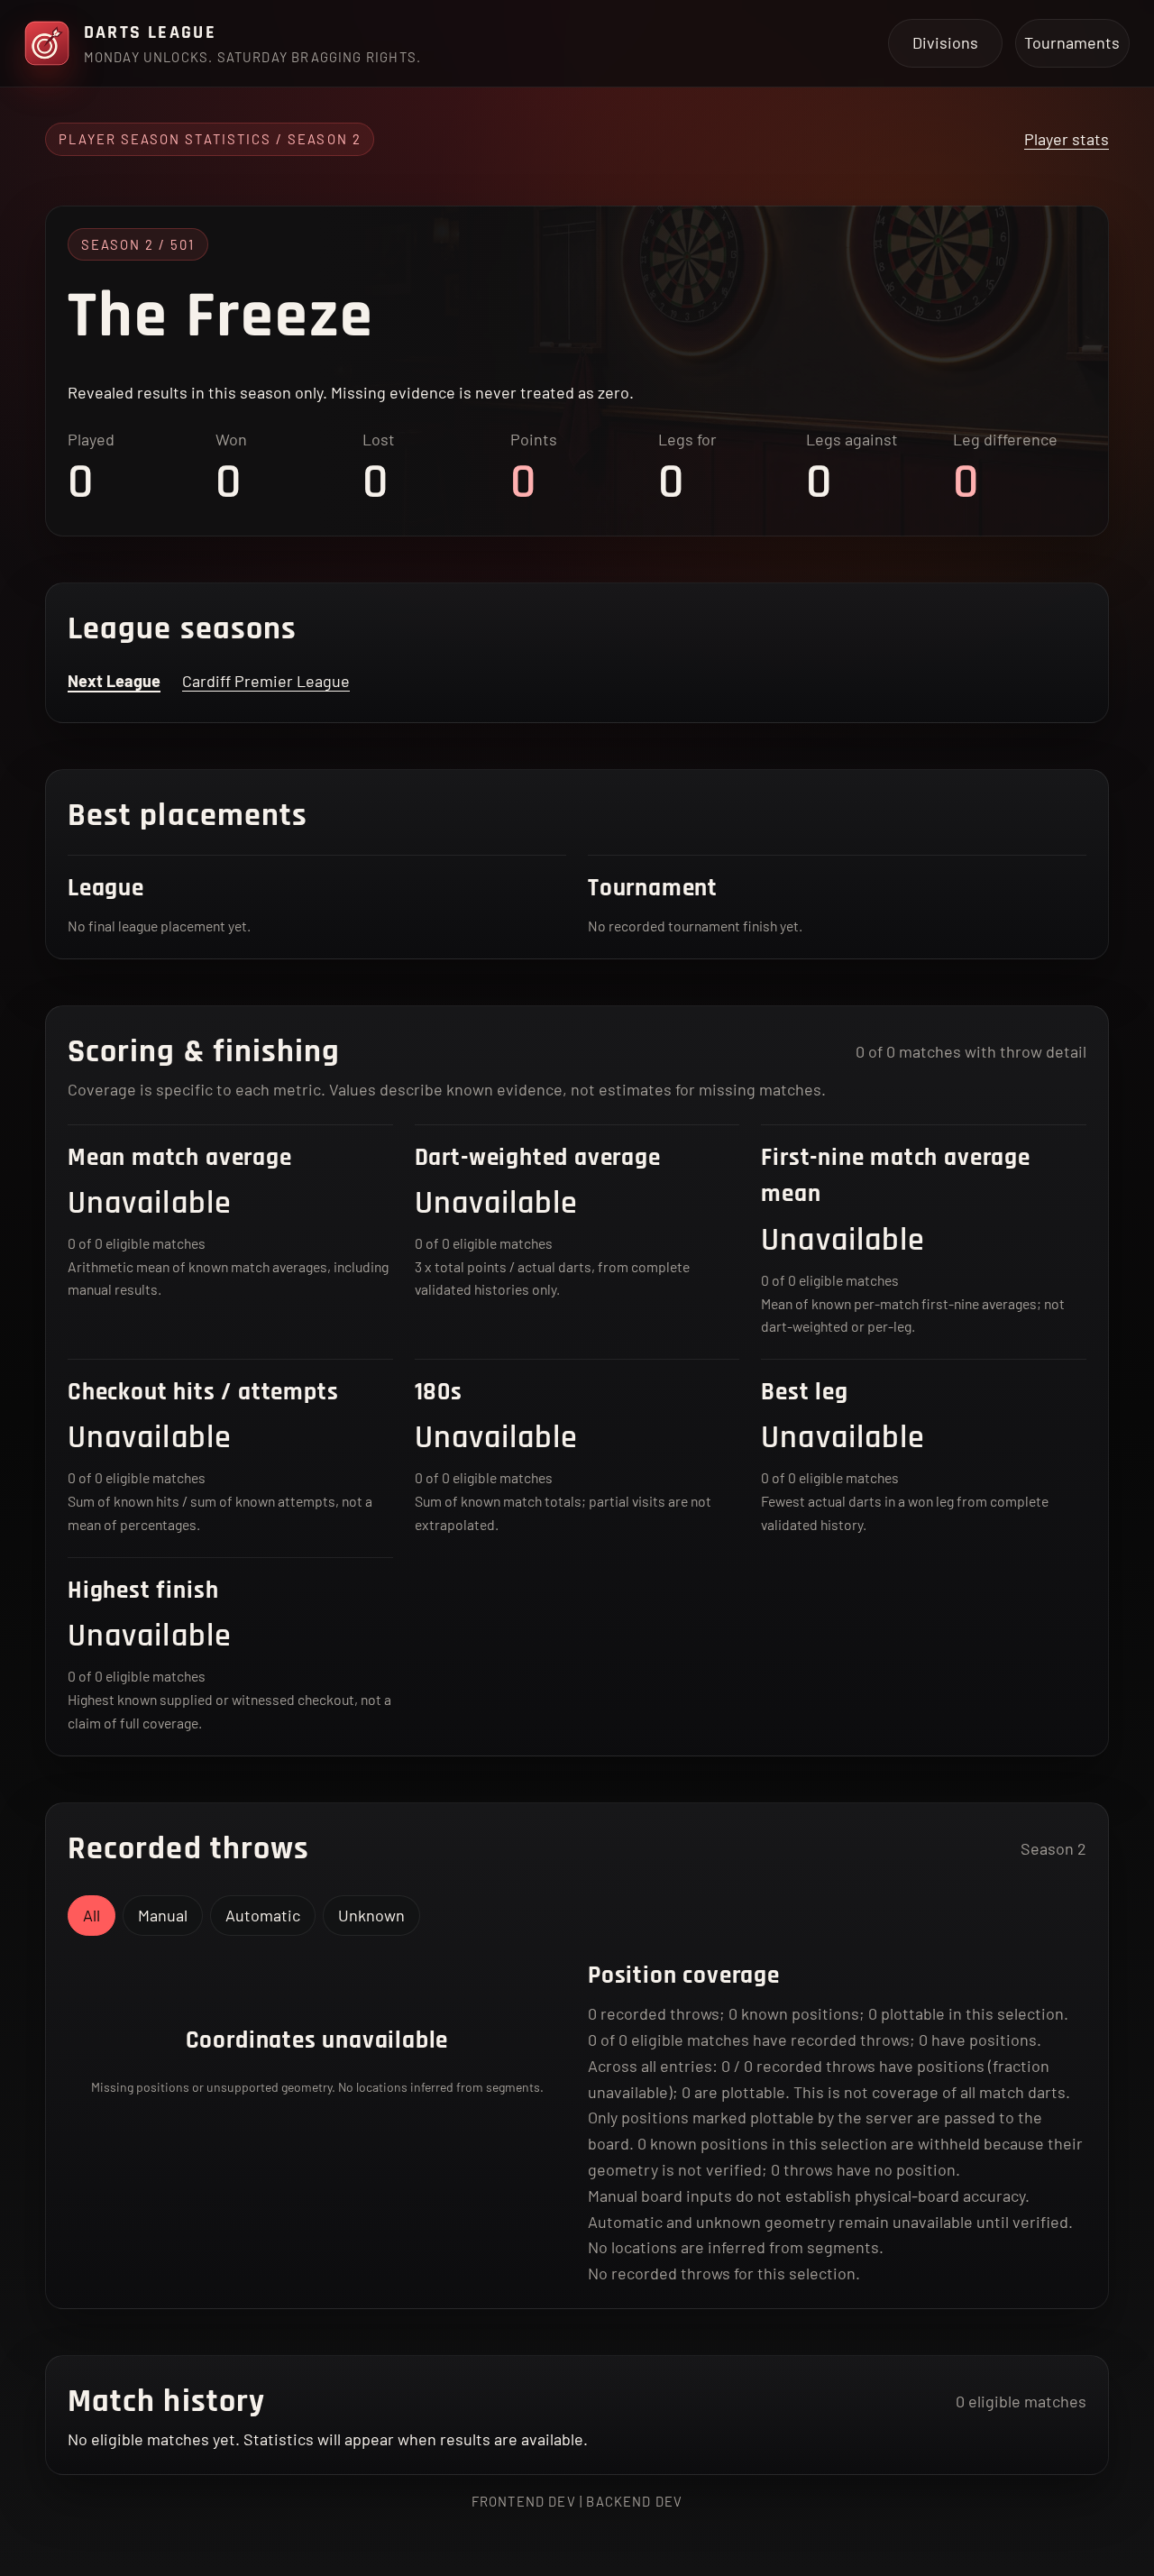 DARTS LEAGUE
MONDAY UNLOCKS. SATURDAY BRAGGING RIGHTS.
Divisions
Tournaments
PLAYER SEASON STATISTICS / SEASON 2
Player stats
SEASON 2 / 501
The Freeze
Revealed results in this season only. Missing evidence is never treated as zero.
Played
Won
Lost
Points
Legs for
Legs against
Leg difference
0
0
0
0
0
0
0
League seasons
Next League
Cardiff Premier League
Best placements
League
No final league placement yet.
Tournament
No recorded tournament finish yet.
Scoring & finishing
0 of 0 matches with throw detail
Coverage is specific to each metric. Values describe known evidence, not estimates for missing matches.
Mean match average
Unavailable
0 of 0 eligible matches
Arithmetic mean of known match averages, including
manual results.
Dart-weighted average
Unavailable
0 of 0 eligible matches
3 x total points / actual darts, from complete
validated histories only.
First-nine match average
mean
Unavailable
0 of 0 eligible matches
Mean of known per-match first-nine averages; not
dart-weighted or per-leg.
Checkout hits / attempts
Unavailable
0 of 0 eligible matches
Sum of known hits / sum of known attempts, not a
mean of percentages.
180s
Unavailable
0 of 0 eligible matches
Sum of known match totals; partial visits are not
extrapolated.
Best leg
Unavailable
0 of 0 eligible matches
Fewest actual darts in a won leg from complete
validated history.
Highest finish
Unavailable
0 of 0 eligible matches
Highest known supplied or witnessed checkout, not a
claim of full coverage.
Recorded throws
Season 2
All
Manual
Automatic
Unknown
Coordinates unavailable
Missing positions or unsupported geometry. No locations inferred from segments.
Position coverage
0 recorded throws; 0 known positions; 0 plottable in this selection.
0 of 0 eligible matches have recorded throws; 0 have positions.
Across all entries: 0 / 0 recorded throws have positions (fraction
unavailable); 0 are plottable. This is not coverage of all match darts.
Only positions marked plottable by the server are passed to the
board. 0 known positions in this selection are withheld because their
geometry is not verified; 0 throws have no position.
Manual board inputs do not establish physical-board accuracy.
Automatic and unknown geometry remain unavailable until verified.
No locations are inferred from segments.
No recorded throws for this selection.
Match history
0 eligible matches
No eligible matches yet. Statistics will appear when results are available.
FRONTEND DEV | BACKEND DEV